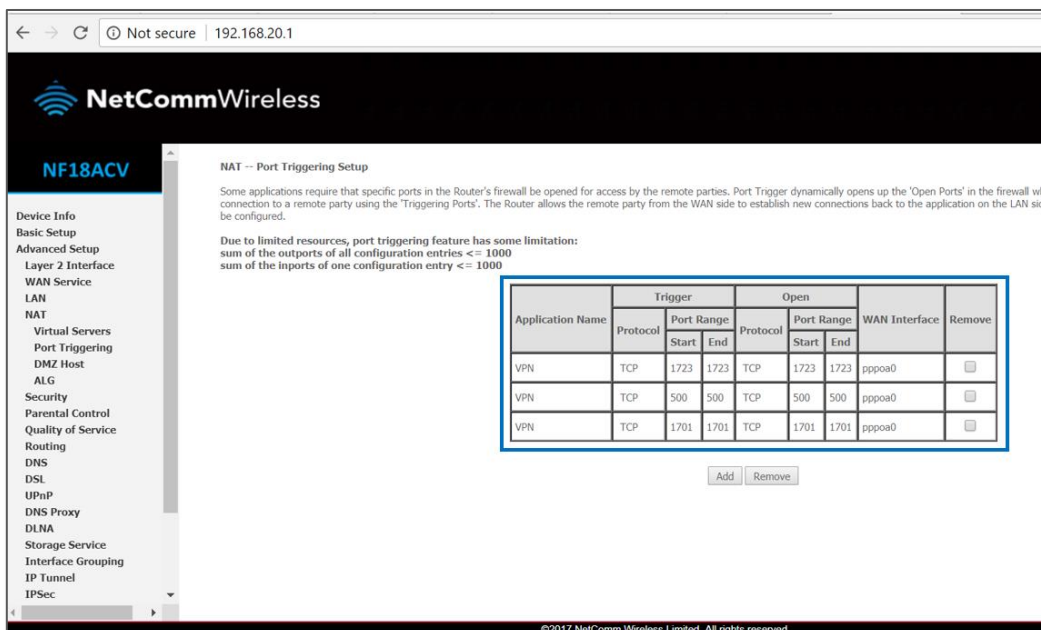 Not secure 192.168.20.1
NetCommWireless
NF18ACV
Device Info
Basic Setup
Advanced Setup
Layer 2 Interface
WAN Service
LAN
NAT
Virtual Servers
Port Triggering
DMZ Host
ALG
Security
Parental Control
Quality of Service
Routing
DNS
DSL
UPnP
DNS Proxy
DLNA
Storage Service
Interface Grouping
IP Tunnel
IPSec
NAT -- Port Triggering Setup
Some applications require that specific ports in the Router's firewall be opened for access by the remote parties. Port Trigger dynamically opens up the 'Open Ports' in the firewall
connection to a remote party using the 'Triggering Ports'. The Router allows the remote party from the WAN side to establish new connections back to the application on the LAN
be configured.
Due to limited resources, port triggering feature has some limitation:
sum of the outports of all configuration entries <= 1000
sum of the inports of one configuration entry <= 1000
Application Name Trigger Open WAN Interface Remove
Protocol Port Range Protocol Port Range
Start End Start End
VPN TCP 1723 1723 TCP 1723 1723 pppoa0
VPN TCP 500 500 TCP 500 500 pppoa0
VPN TCP 1701 1701 TCP 1701 1701 pppoa0
Add Remove
©2017 NetComm Wireless Limited. All rights reserved.